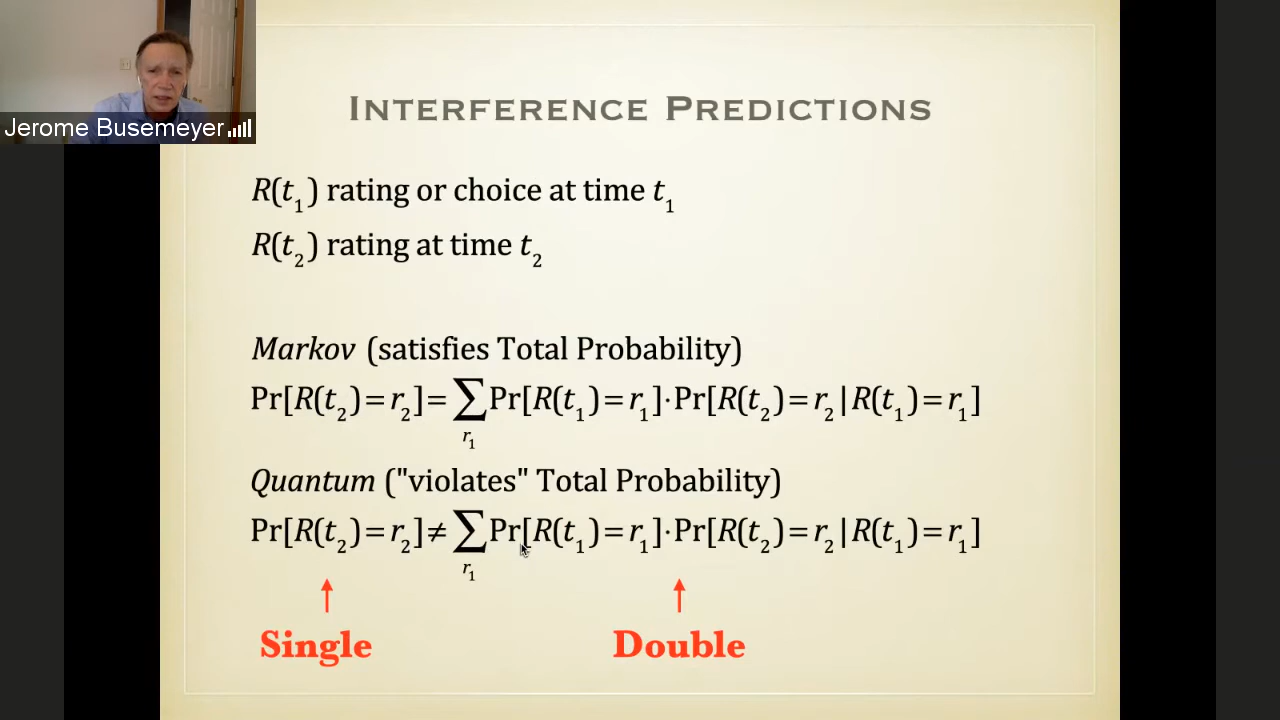 Jerome Busemeyer
INTERFERENCE PREDICTIONS
R(t₁) rating or choice at time t₁
R(t₂) rating at time t₂
Markov (satisfies Total Probability)
Pr[R(t₂)=r₂]=∑Pr[R(t₁)=r₁]·Pr[R(t₂)=r₂|R(t₁)=r₁]
r₁
Quantum ("violates" Total Probability)
Pr[R(t₂)=r₂]≠∑Pr[R(t₁)=r₁]·Pr[R(t₂)=r₂|R(t₁)=r₁]
r₁
Single Double